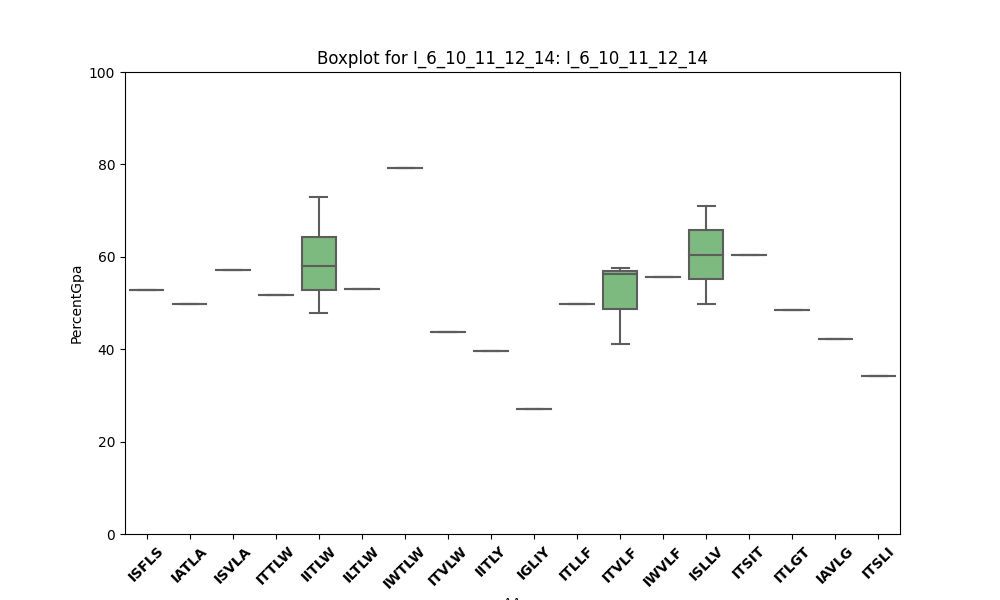 Boxplot for I_6_10_11_12_14: I_6_10_11_12_14
100
80
60
40
20
0
PercentGpa
ISFLS
IATLA
ISVLA
ITTLW
IITLW
ILTLW
IWTLW
ITVLW
IITLY
IGLIY
ITLLF
ITVLF
IWVLF
ISLLV
ITSIT
ITLGT
IAVLG
ITSLI